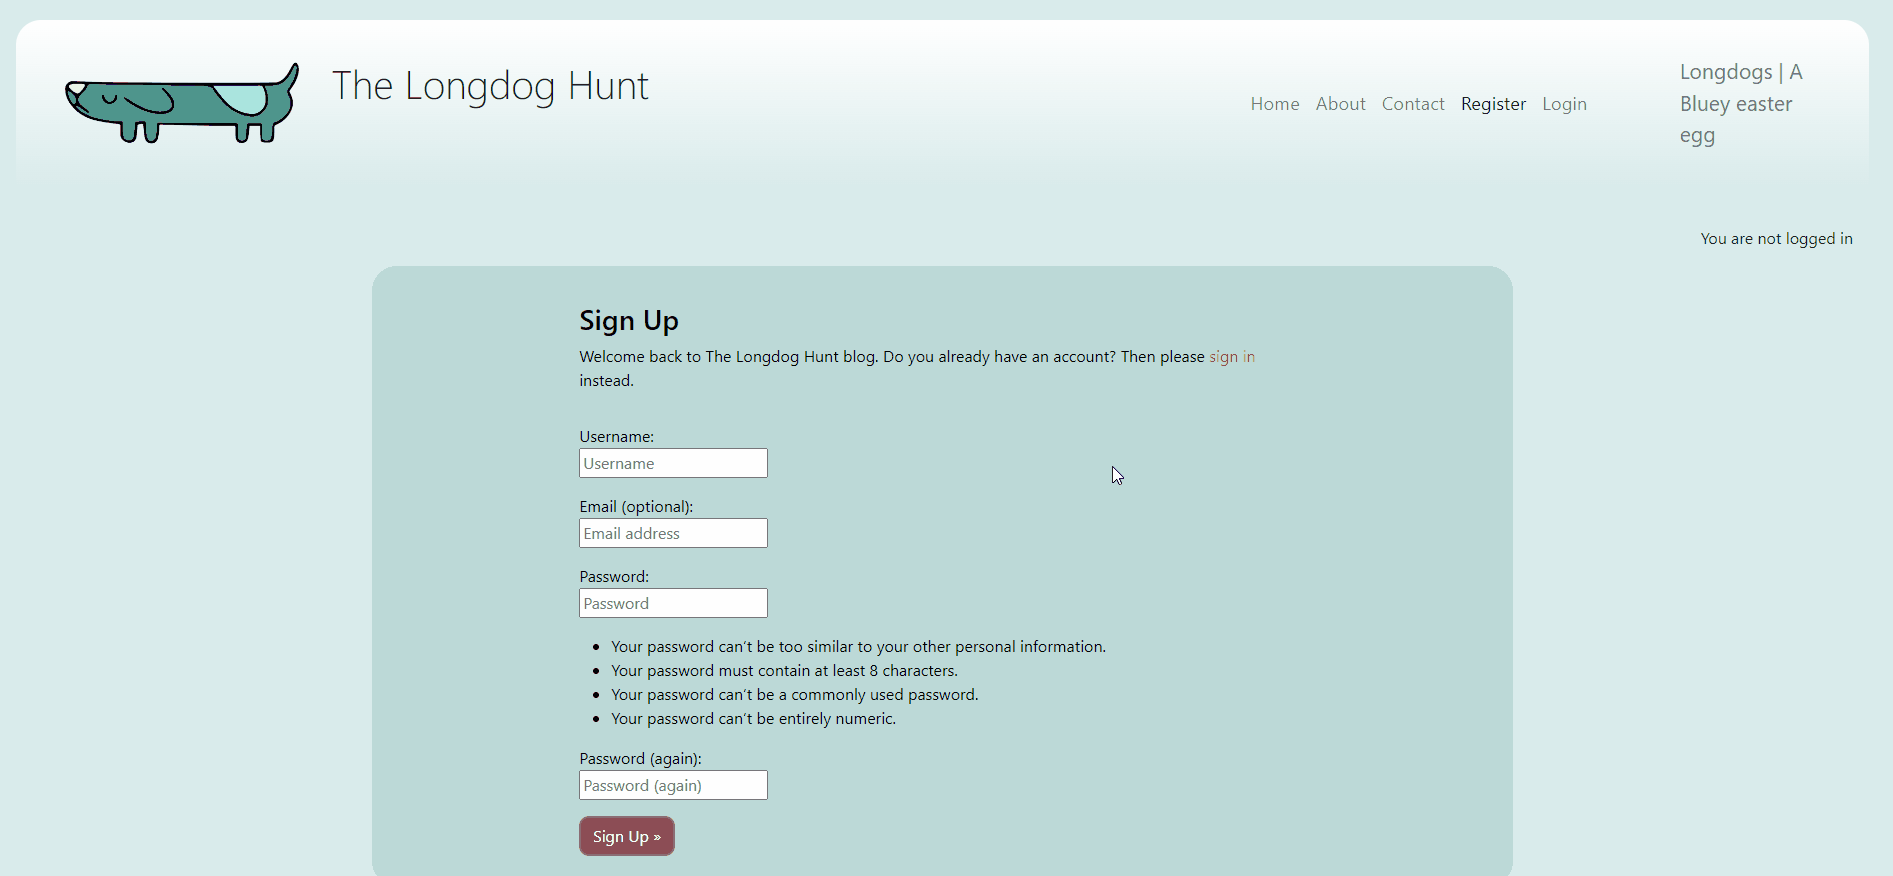 The Longdog Hunt
Home About Contact Register Login
Longdogs | A
Bluey easter
egg
You are not logged in
Sign Up
Welcome back to The Longdog Hunt blog. Do you already have an account? Then please sign in
instead.
Username:
Username
Email (optional):
Email address
Password:
Password
• Your password can't be too similar to your other personal information.
• Your password must contain at least 8 characters.
• Your password can't be a commonly used password.
• Your password can't be entirely numeric.
Password (again):
Password (again)
Sign Up »